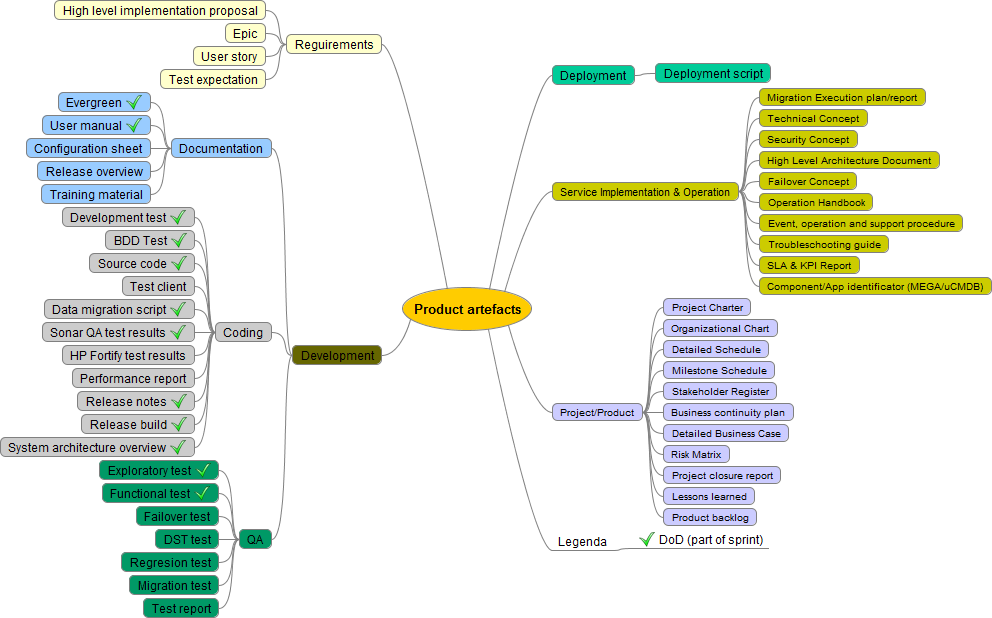 High level implementation proposal
Epic
User story
Test expectation
Reguirements
Evergreen
User manual
Configuration sheet
Release overview
Training material
Documentation
Development test
BDD Test
Source code
Test client
Data migration script
Sonar QA test results
HP Fortify test results
Performance report
Release notes
Release build
System architecture overview
Coding
Exploratory test
Functional test
Failover test
DST test
Regresion test
Migration test
Test report
QA
Development
Product artefacts
Deployment
Deployment script
Service Implementation & Operation
Migration Execution plan/report
Technical Concept
Security Concept
High Level Architecture Document
Failover Concept
Operation Handbook
Event, operation and support procedure
Troubleschooting guide
SLA & KPI Report
Component/App identificator (MEGA/uCMDB)
Project/Product
Project Charter
Organizational Chart
Detailed Schedule
Milestone Schedule
Stakeholder Register
Business continuity plan
Detailed Business Case
Risk Matrix
Project closure report
Lessons learned
Product backlog
Legenda
DoD (part of sprint)